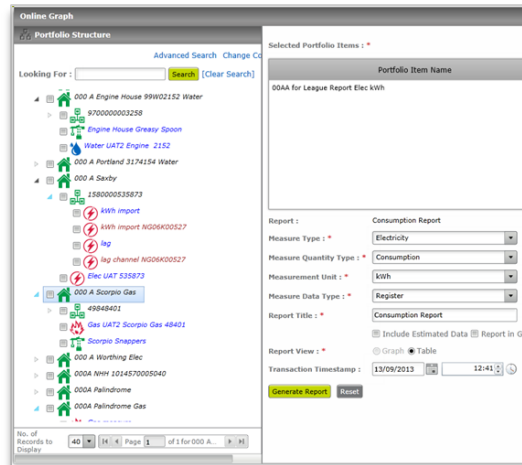 Online Graph
Portfolio Structure
Advanced Search Change Co
Looking For : Search [Clear Search]
000 A Engine House 99W02152 Water
9700000003258
Engine House Greasy Spoon
Water UAT2 Engine 2152
000 A Portland 3174154 Water
000 A Saxby
1580000535873
kWh import
kWh import NG06K00527
lag
lag channel NG06K00527
Elec UAT 535873
000 A Scorpio Gas
49848401
Gas UAT2 Scorpio Gas 48401
Scorpio Snappers
000 A Worthing Elec
000A NHH 1014570005040
000A Palindrome
000A Palindrome Gas
No. of
Records to
Display
40 Page 1 of 1 for 000 A..
Selected Portfolio Items : *
Portfolio Item Name
00AA for League Report Elec kWh
Report : Consumption Report
Measure Type : * Electricity
Measure Quantity Type : * Consumption
Measurement Unit : * kWh
Measure Data Type : * Register
Report Title : * Consumption Report
Include Estimated Data Report in G
Report View : * Graph Table
Transaction Timestamp : 13/09/2013 12:41
Generate Report Reset